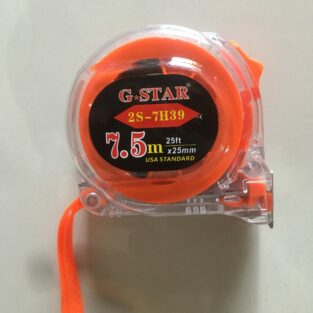 G★STAR®
2S-7H39
7.5m
25ft
x25mm
USA STANDARD